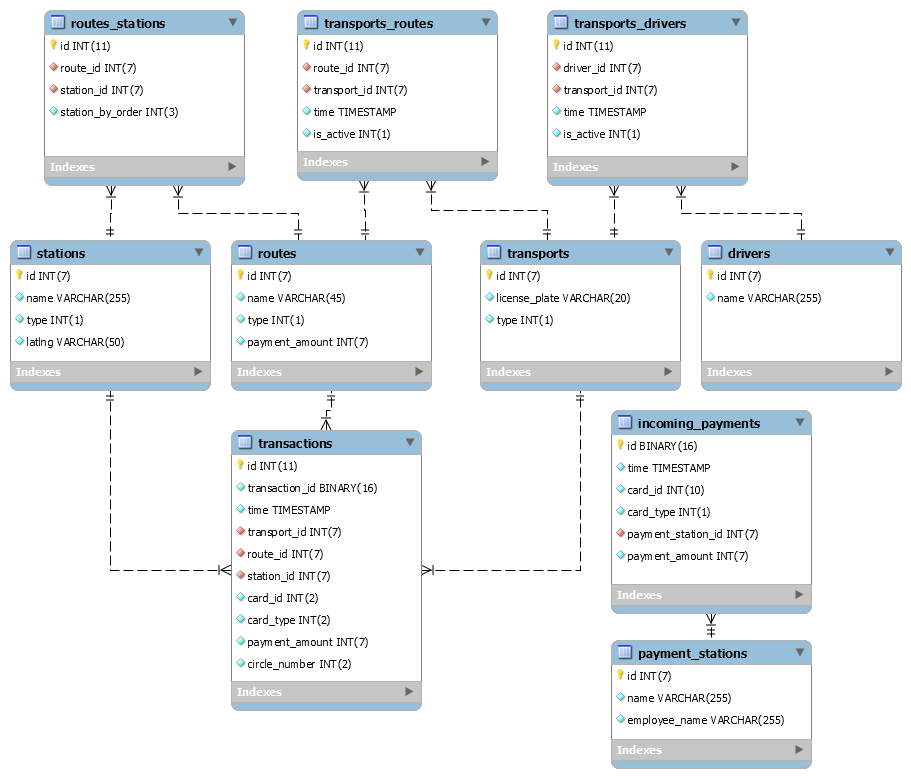 routes_stations
id INT(11)
route_id INT(7)
station_id INT(7)
station_by_order INT(3)
Indexes
transports_routes
id INT(11)
route_id INT(7)
transport_id INT(7)
time TIMESTAMP
is_active INT(1)
Indexes
transports_drivers
id INT(11)
driver_id INT(7)
transport_id INT(7)
time TIMESTAMP
is_active INT(1)
Indexes
stations
id INT(7)
name VARCHAR(255)
type INT(1)
latlng VARCHAR(50)
Indexes
routes
id INT(7)
name VARCHAR(45)
type INT(1)
payment_amount INT(7)
Indexes
transports
id INT(7)
license_plate VARCHAR(20)
type INT(1)
Indexes
drivers
id INT(7)
name VARCHAR(255)
Indexes
transactions
id INT(11)
transaction_id BINARY(16)
time TIMESTAMP
transport_id INT(7)
route_id INT(7)
station_id INT(7)
card_id INT(2)
card_type INT(2)
payment_amount INT(7)
circle_number INT(2)
Indexes
incoming_payments
id BINARY(16)
time TIMESTAMP
card_id INT(10)
card_type INT(1)
payment_station_id INT(7)
payment_amount INT(7)
Indexes
payment_stations
id INT(7)
name VARCHAR(255)
employee_name VARCHAR(255)
Indexes